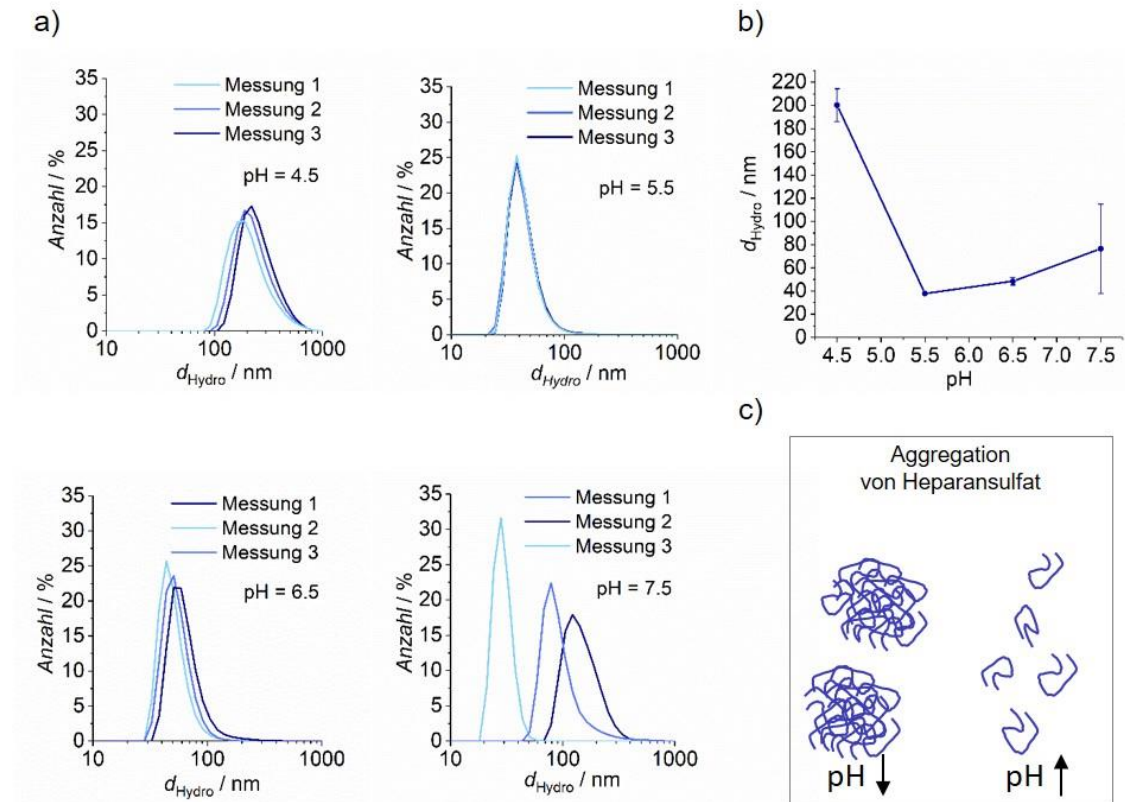 a)
35
30
25
20
15
10
5
0
Anzahl / %
Messung 1
Messung 2
Messung 3
pH = 4.5
10 100 1000
dHydro / nm
35
30
25
20
15
10
5
0
Anzahl / %
Messung 1
Messung 2
Messung 3
pH = 5.5
10 100 1000
dHydro / nm
b)
220
200
180
160
140
120
100
80
60
40
20
0
dHydro / nm
4.5 5.0 5.5 6.0 6.5 7.0 7.5
pH
35
30
25
20
15
10
5
0
Anzahl / %
Messung 1
Messung 2
Messung 3
pH = 6.5
10 100 1000
dHydro / nm
35
30
25
20
15
10
5
0
Anzahl / %
Messung 1
Messung 2
Messung 3
pH = 7.5
10 100 1000
dHydro / nm
c)
Aggregation
von Heparansulfat
pH ↓ pH ↑